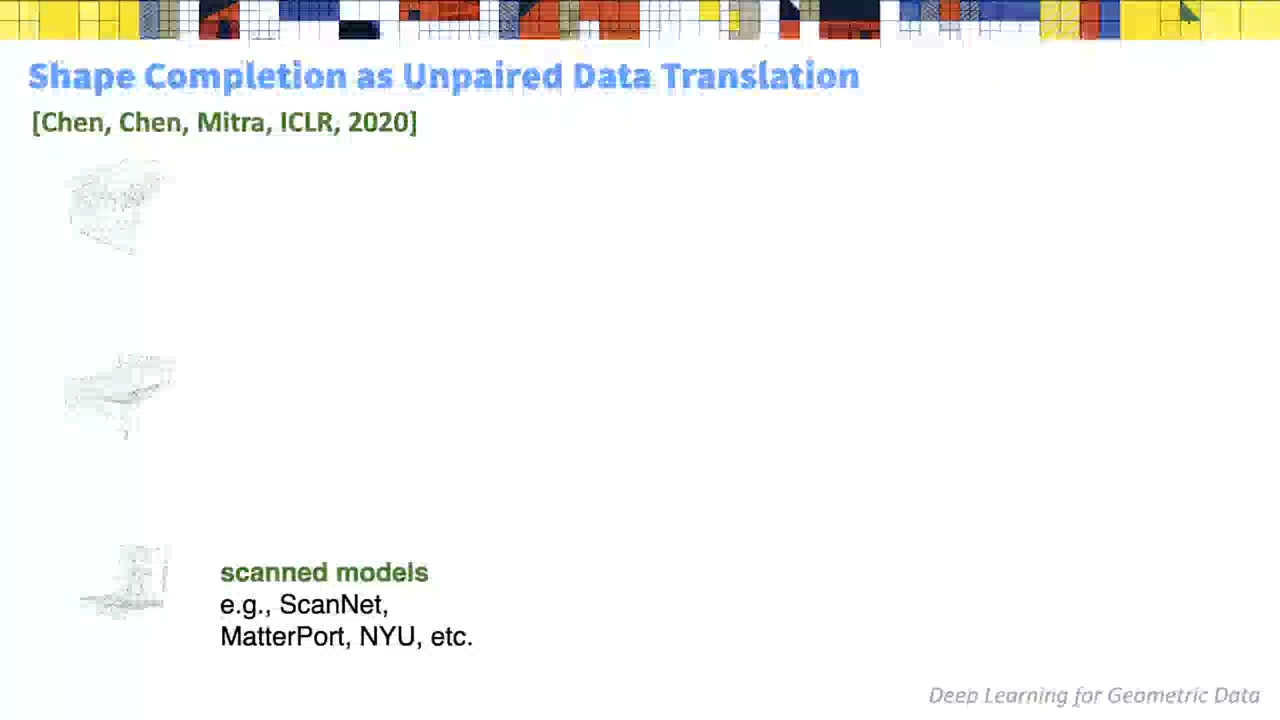 Shape Completion as Unpaired Data Translation
[Chen, Chen, Mitra, ICLR, 2020]
scanned models
e.g., ScanNet,
MatterPort, NYU, etc.
Deep Learning for Geometric Data